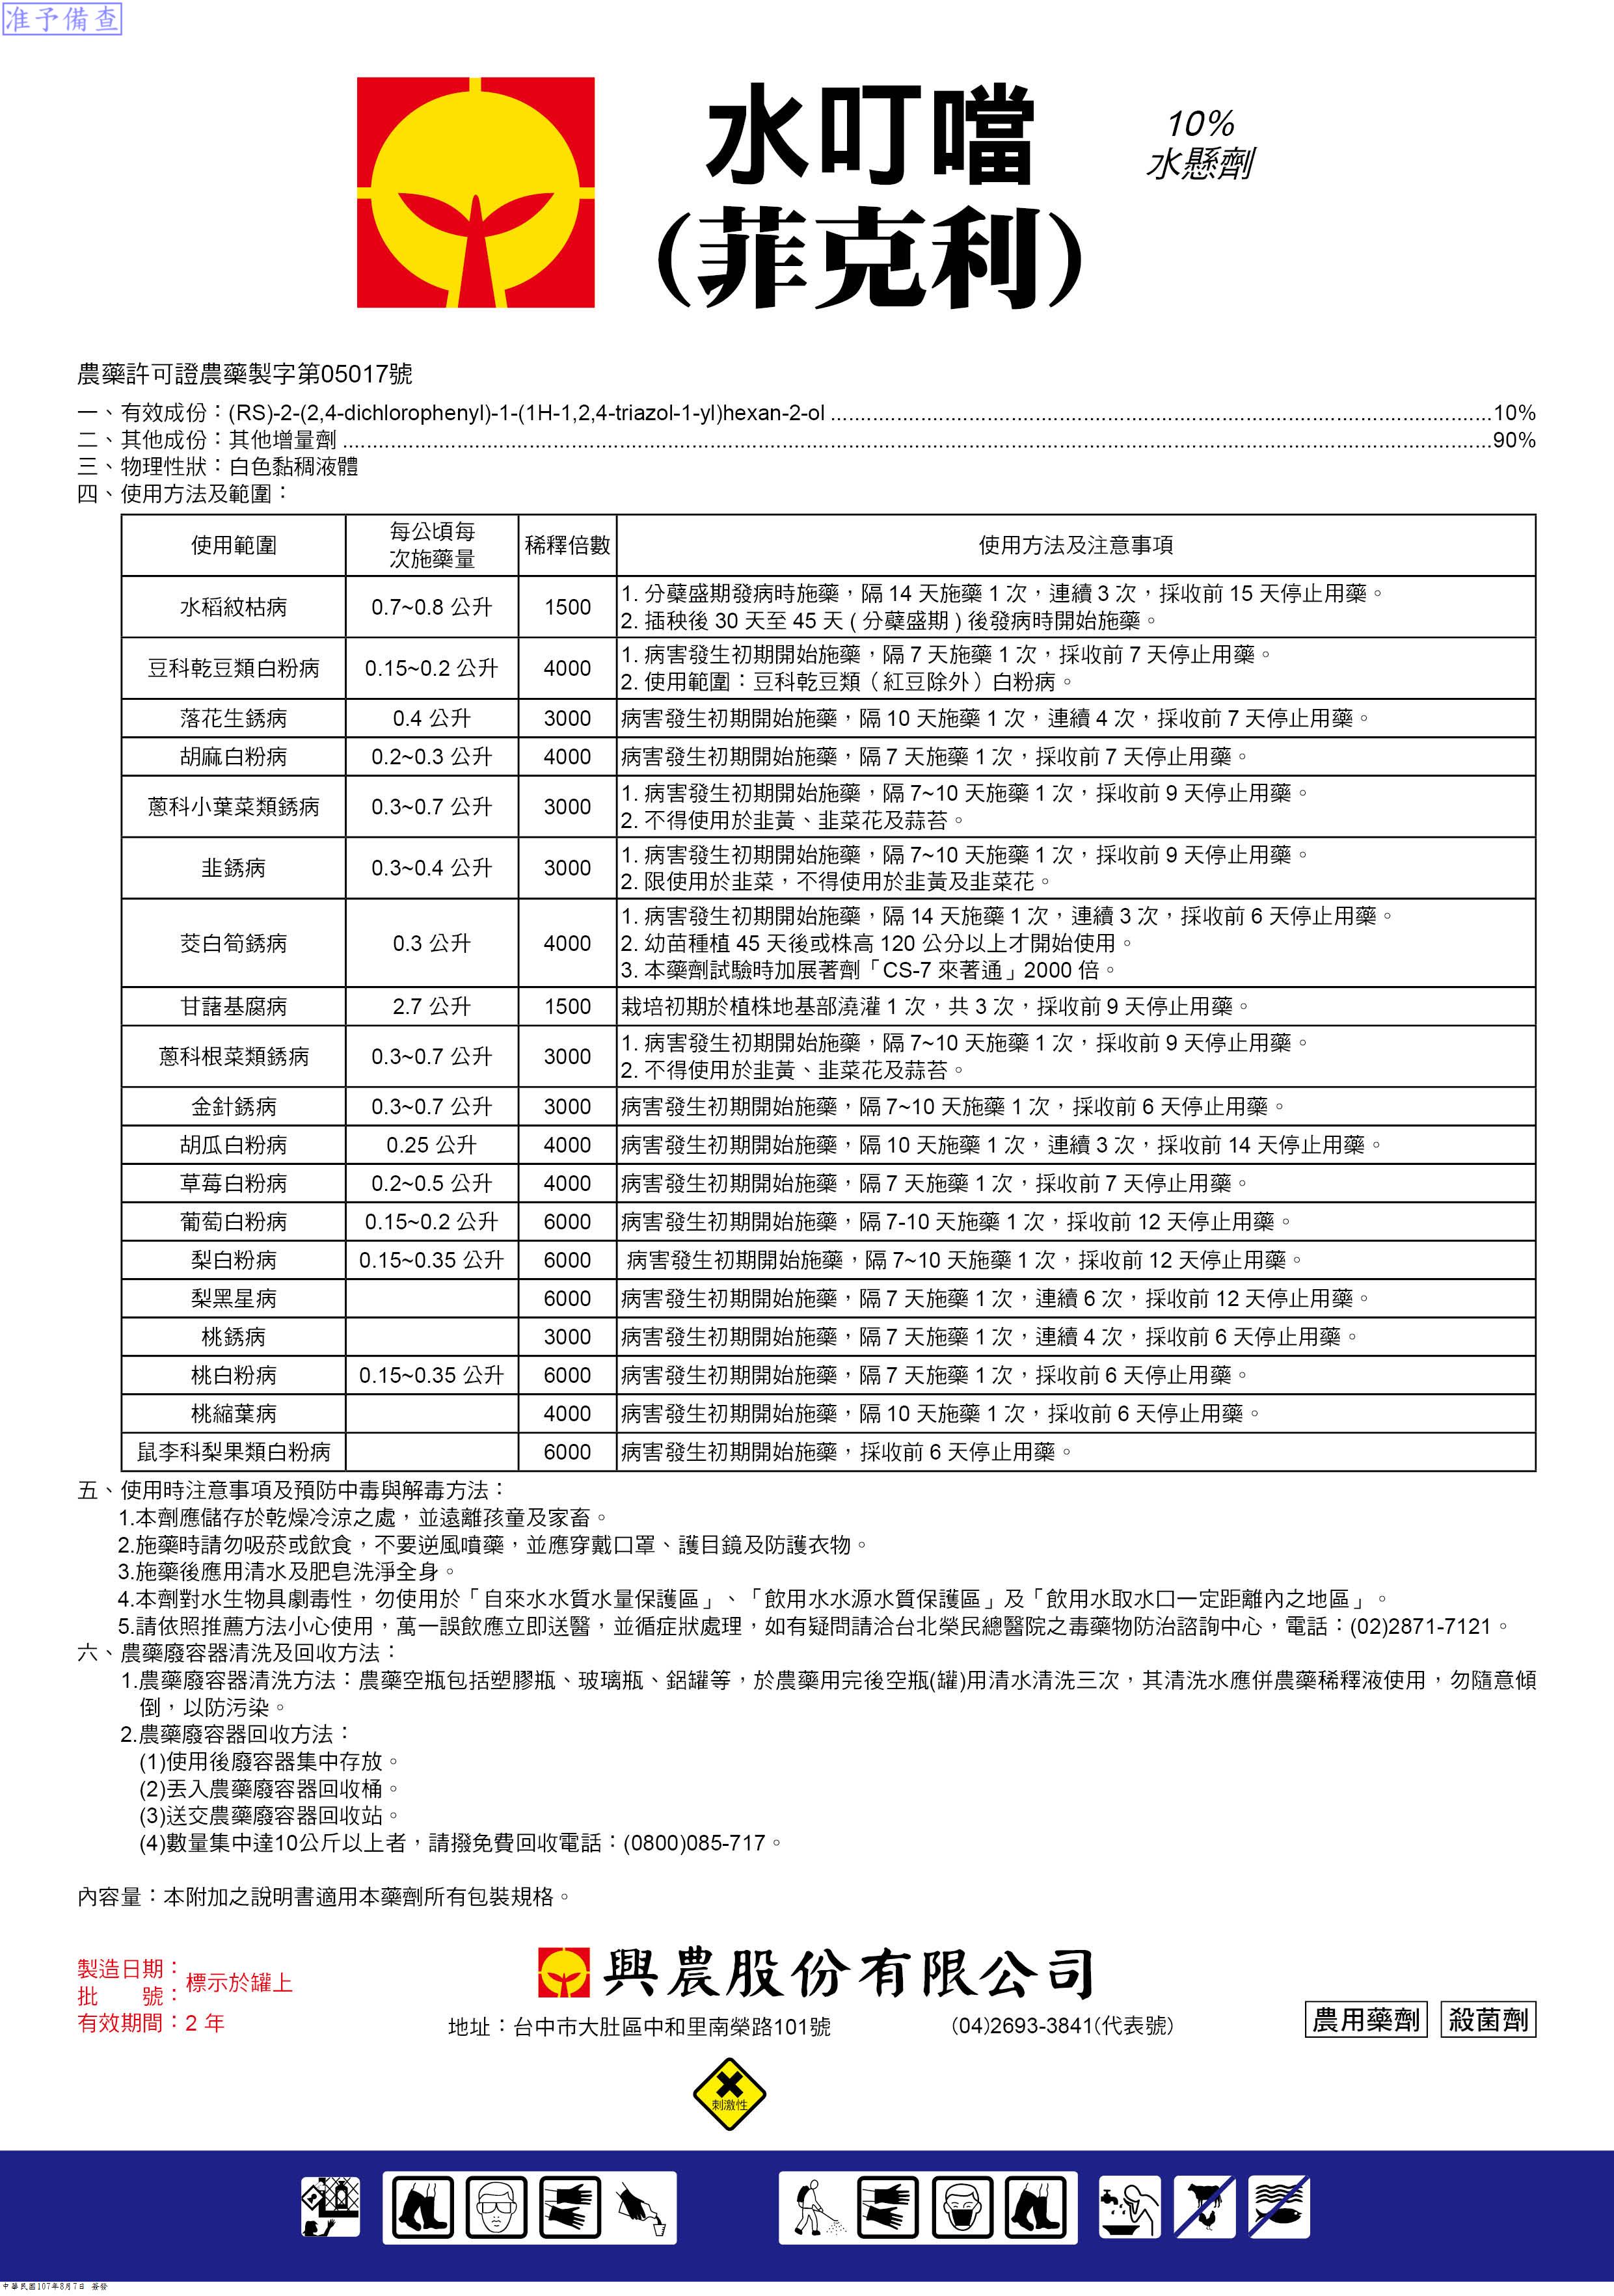 准予備查
水叮噹
(菲克利)
10%
水懸劑
農藥許可證農藥製字第05017號
一、有效成份：(RS)-2-(2,4-dichlorophenyl)-1-(1H-1,2,4-triazol-1-yl)hexan-2-ol ........ 10%
二、其他成份：其他增量劑 ........ 90%
三、物理性狀：白色黏稠液體
四、使用方法及範圍：
使用範圍 每公頃每次施藥量 稀釋倍數 使用方法及注意事項
水稻紋枯病 0.7~0.8 公升 1500 1. 分蘗盛期發病時施藥，隔 14 天施藥 1 次，連續 3 次，採收前 15 天停止用藥。
2. 插秧後 30 天至 45 天 ( 分蘗盛期 ) 後發病時開始施藥。
豆科乾豆類白粉病 0.15~0.2 公升 4000 1. 病害發生初期開始施藥，隔 7 天施藥 1 次，採收前 7 天停止用藥。
2. 使用範圍：豆科乾豆類（紅豆除外）白粉病。
落花生銹病 0.4 公升 3000 病害發生初期開始施藥，隔 10 天施藥 1 次，連續 4 次，採收前 7 天停止用藥。
胡麻白粉病 0.2~0.3 公升 4000 病害發生初期開始施藥，隔 7 天施藥 1 次，採收前 7 天停止用藥。
蔥科小葉菜類銹病 0.3~0.7 公升 3000 1. 病害發生初期開始施藥，隔 7~10 天施藥 1 次，採收前 9 天停止用藥。
2. 不得使用於韭黃、韭菜花及蒜苔。
韭銹病 0.3~0.4 公升 3000 1. 病害發生初期開始施藥，隔 7~10 天施藥 1 次，採收前 9 天停止用藥。
2. 限使用於韭菜，不得使用於韭黃及韭菜花。
茭白筍銹病 0.3 公升 4000 1. 病害發生初期開始施藥，隔 14 天施藥 1 次，連續 3 次，採收前 6 天停止用藥。
2. 幼苗種植 45 天後或株高 120 公分以上才開始使用。
3. 本藥劑試驗時加展著劑「CS-7 來著通」2000 倍。
甘藷基腐病 2.7 公升 1500 栽培初期於植株地基部澆灌 1 次，共 3 次，採收前 9 天停止用藥。
蔥科根菜類銹病 0.3~0.7 公升 3000 1. 病害發生初期開始施藥，隔 7~10 天施藥 1 次，採收前 9 天停止用藥。
2. 不得使用於韭黃、韭菜花及蒜苔。
金針銹病 0.3~0.7 公升 3000 病害發生初期開始施藥，隔 7~10 天施藥 1 次，採收前 6 天停止用藥。
胡瓜白粉病 0.25 公升 4000 病害發生初期開始施藥，隔 10 天施藥 1 次，連續 3 次，採收前 14 天停止用藥。
草莓白粉病 0.2~0.5 公升 4000 病害發生初期開始施藥，隔 7 天施藥 1 次，採收前 7 天停止用藥。
葡萄白粉病 0.15~0.2 公升 6000 病害發生初期開始施藥，隔 7-10 天施藥 1 次，採收前 12 天停止用藥。
梨白粉病 0.15~0.35 公升 6000 病害發生初期開始施藥，隔 7~10 天施藥 1 次，採收前 12 天停止用藥。
梨黑星病 6000 病害發生初期開始施藥，隔 7 天施藥 1 次，連續 6 次，採收前 12 天停止用藥。
桃銹病 3000 病害發生初期開始施藥，隔 7 天施藥 1 次，連續 4 次，採收前 6 天停止用藥。
桃白粉病 0.15~0.35 公升 6000 病害發生初期開始施藥，隔 7 天施藥 1 次，採收前 6 天停止用藥。
桃縮葉病 4000 病害發生初期開始施藥，隔 10 天施藥 1 次，採收前 6 天停止用藥。
鼠李科梨果類白粉病 6000 病害發生初期開始施藥，採收前 6 天停止用藥。
五、使用時注意事項及預防中毒與解毒方法：
1.本劑應儲存於乾燥冷涼之處，並遠離孩童及家畜。
2.施藥時請勿吸菸或飲食，不要逆風噴藥，並應穿戴口罩、護目鏡及防護衣物。
3.施藥後應用清水及肥皂洗淨全身。
4.本劑對水生物具劇毒性，勿使用於「自來水水質水量保護區」、「飲用水水源水質保護區」及「飲用水取水口一定距離內之地區」。
5.請依照推薦方法小心使用，萬一誤飲應立即送醫，並循症狀處理，如有疑問請洽台北榮民總醫院之毒藥物防治諮詢中心，電話：(02)2871-7121。
六、農藥廢容器清洗及回收方法：
1.農藥廢容器清洗方法：農藥空瓶包括塑膠瓶、玻璃瓶、鋁罐等，於農藥用完後空瓶(罐)用清水清洗三次，其清洗水應併農藥稀釋液使用，勿隨意傾
倒，以防污染。
2.農藥廢容器回收方法：
(1)使用後廢容器集中存放。
(2)丟入農藥廢容器回收桶。
(3)送交農藥廢容器回收站。
(4)數量集中達10公斤以上者，請撥免費回收電話：(0800)085-717。
內容量：本附加之說明書適用本藥劑所有包裝規格。
製造日期：
批 號：標示於罐上
有效期間：2 年
興農股份有限公司
地址：台中市大肚區中和里南榮路101號 (04)2693-3841(代表號)
農用藥劑 殺菌劑
刺激性
中華民國107年8月7日 簽發